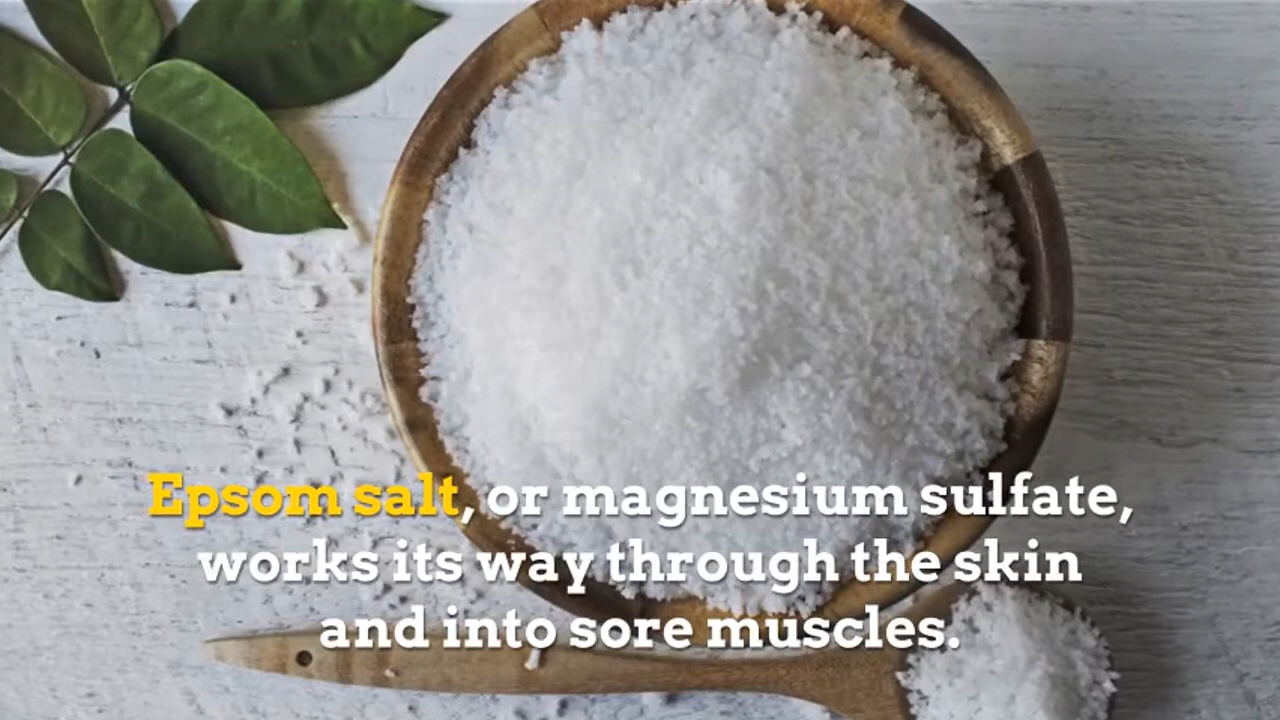 Epsom salt, or magnesium sulfate,
works its way through the skin
and into sore muscles.